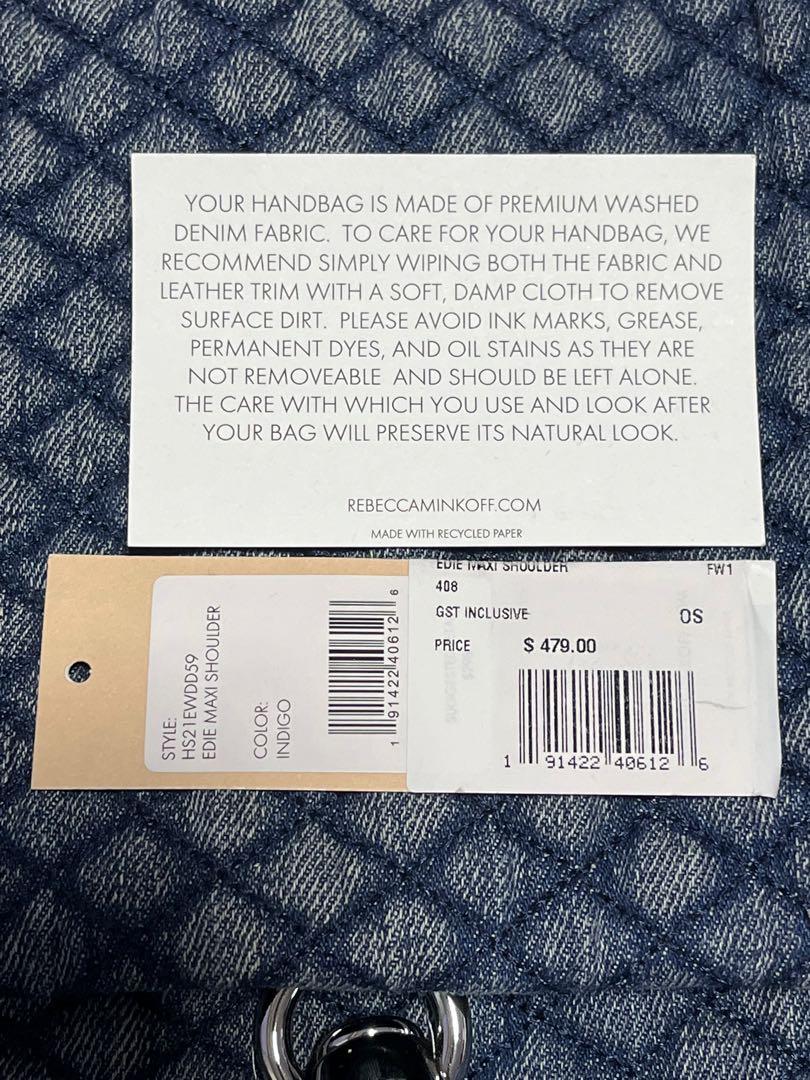 YOUR HANDBAG IS MADE OF PREMIUM WASHED
DENIM FABRIC. TO CARE FOR YOUR HANDBAG, WE
RECOMMEND SIMPLY WIPING BOTH THE FABRIC AND
LEATHER TRIM WITH A SOFT, DAMP CLOTH TO REMOVE
SURFACE DIRT. PLEASE AVOID INK MARKS, GREASE,
PERMANENT DYES, AND OIL STAINS AS THEY ARE
NOT REMOVEABLE AND SHOULD BE LEFT ALONE.
THE CARE WITH WHICH YOU USE AND LOOK AFTER
YOUR BAG WILL PRESERVE ITS NATURAL LOOK.
REBECCAMINKOFF.COM
MADE WITH RECYCLED PAPER
STYLE:
HS21EWDD59
EDIE MAXI SHOULDER
COLOR:
INDIGO
1 91422 40612 6
EDIE MAXI SHOULDER FW1
408
GST INCLUSIVE OS
PRICE $ 479.00
1 91422 40612 6